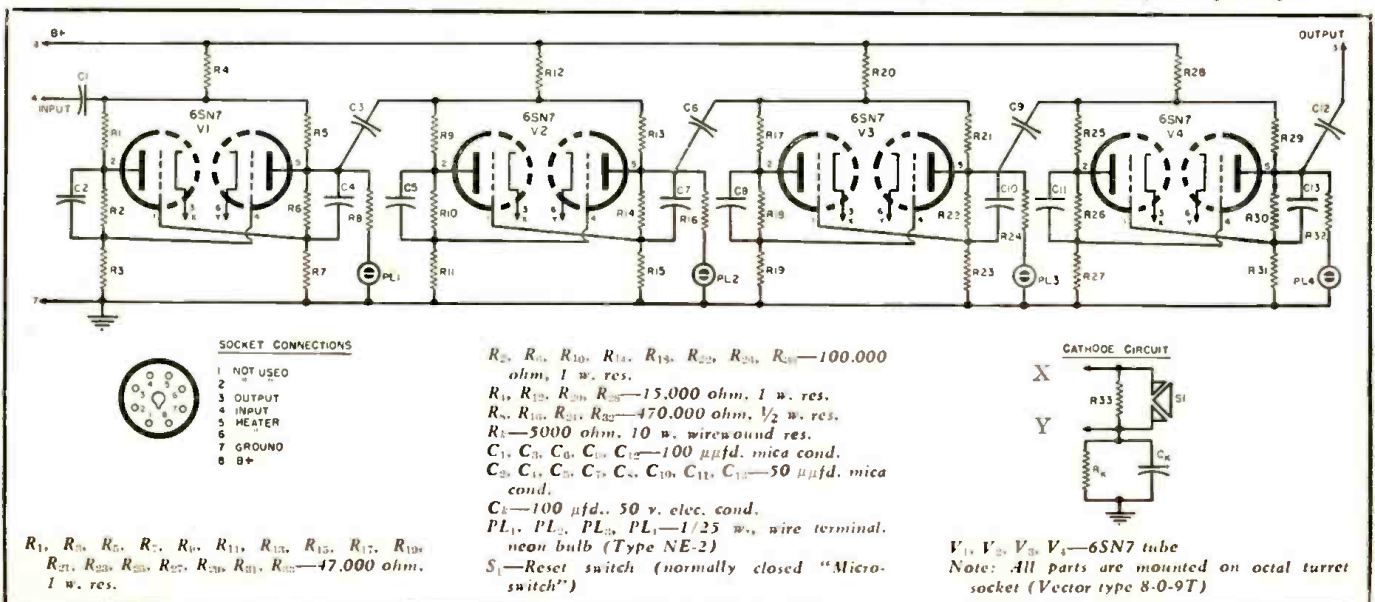 B+
OUTPUT
3
8
4
INPUT
C1
R4
R12
R20
R28
C3
C6
C9
C12
6SN7
V1
6SN7
V2
6SN7
V3
6SN7
V4
R1
R5
R9
R13
R17
R21
R25
R29
C2
R2
R6
C4
R8
C5
R10
R14
C7
R16
C8
R18
R22
C10
R24
C11
R26
R30
C13
R32
R3
R7
PL1
R11
R15
PL2
R19
R23
PL3
R27
R31
PL4
7
SOCKET CONNECTIONS
1 NOT USED
2 " "
3 OUTPUT
4 INPUT
5 HEATER
6 "
7 GROUND
8 B+
R1, R3, R5, R7, R9, R11, R13, R15, R17, R19,
R21, R23, R25, R27, R29, R31, R33—47,000 ohm,
1 w. res.
R2, R6, R10, R14, R18, R22, R26, R30—100,000
ohm, 1 w. res.
R4, R12, R20, R28—15,000 ohm, 1 w. res.
R8, R16, R24, R32—470,000 ohm, ½ w. res.
Rk—5000 ohm, 10 w. wirewound res.
C1, C3, C6, C9, C12—100 μμfd. mica cond.
C2, C4, C5, C7, C8, C10, C11, C13—50 μμfd. mica
cond.
Ck—100 μfd., 50 v. elec. cond.
PL1, PL2, PL3, PL4—1/25 w., wire terminal,
neon bulb (Type NE-2)
S1—Reset switch (normally closed "Micro-
switch")
CATHODE CIRCUIT
X
R33
S1
Y
RK
CK
V1, V2, V3, V4—6SN7 tube
Note: All parts are mounted on octal turret
socket (Vector type 8-0-9T)